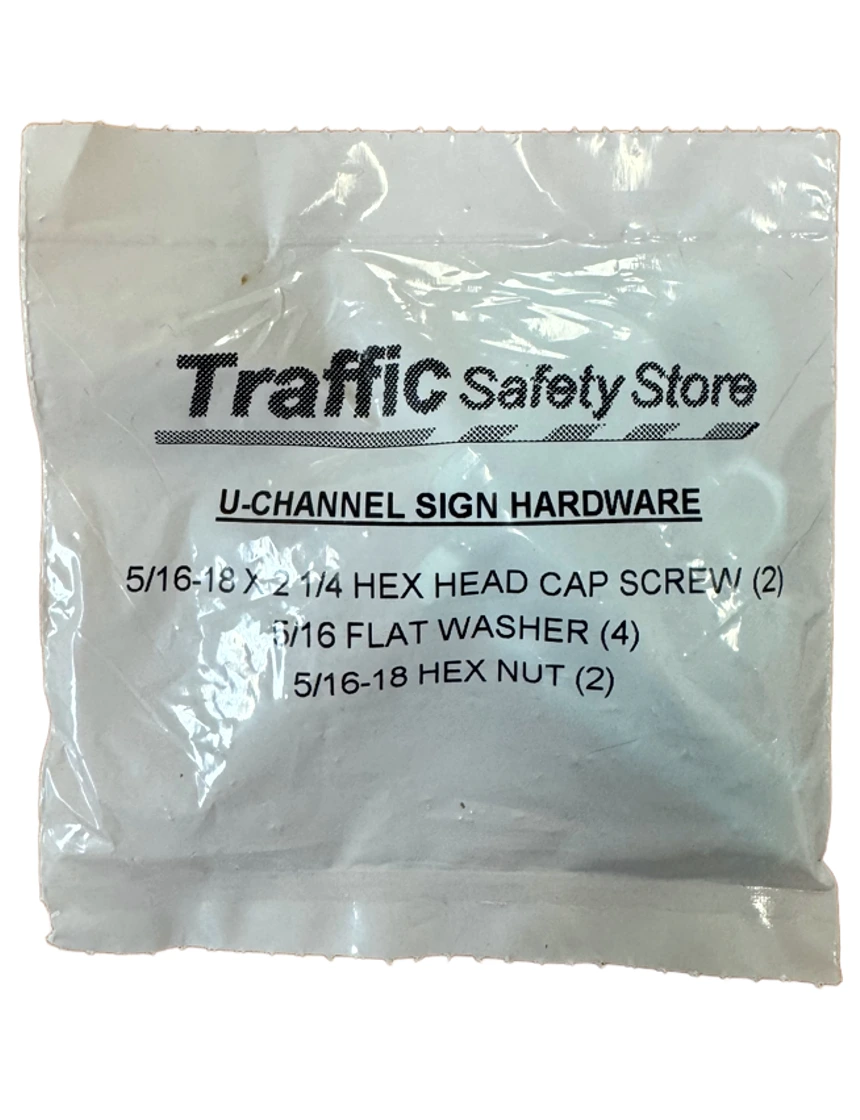 Traffic Safety Store
U-CHANNEL SIGN HARDWARE
5/16-18 X 2 1/4 HEX HEAD CAP SCREW (2)
5/16 FLAT WASHER (4)
5/16-18 HEX NUT (2)